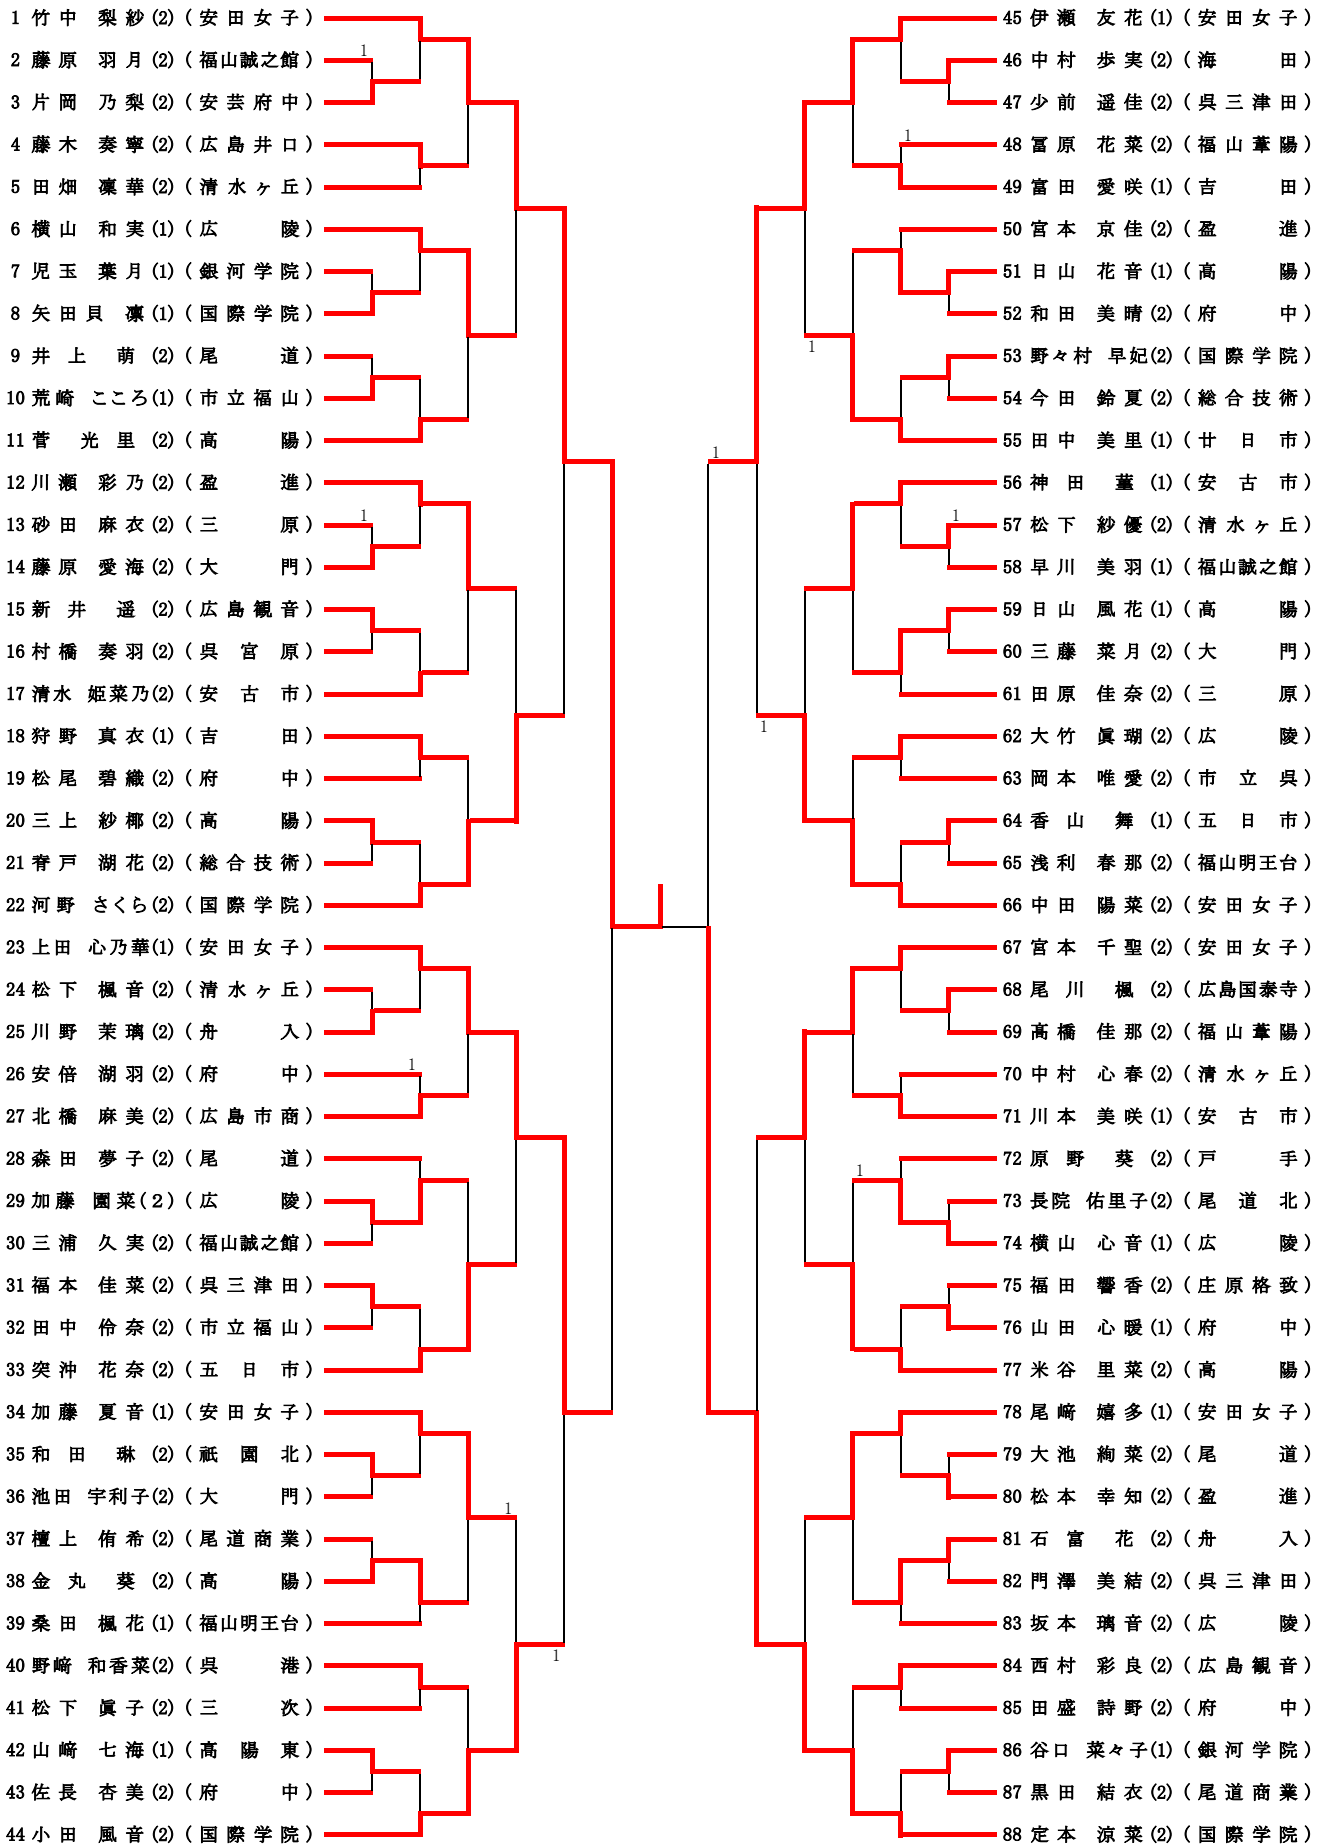 1 竹中 梨紗(2)(安田女子)
2 藤原 羽月(2)(福山誠之館)
1
3 片岡 乃梨(2)(安芸府中)
4 藤木 奏寧(2)(広島井口)
5 田畑 凜華(2)(清水ヶ丘)
6 横山 和実(1)(広陵)
7 児玉 葉月(1)(銀河学院)
8 矢田貝 凜(1)(国際学院)
9 井上 萌(2)(尾道)
10 荒崎 こころ(1)(市立福山)
11 菅 光里(2)(高陽)
12 川瀬 彩乃(2)(盈進)
13 砂田 麻衣(2)(三原)
1
14 藤原 愛海(2)(大門)
15 新井 遥(2)(広島観音)
16 村橋 奏羽(2)(呉宮原)
17 清水 姫菜乃(2)(安古市)
18 狩野 真衣(1)(吉田)
19 松尾 碧織(2)(府中)
20 三上 紗椰(2)(高陽)
21 脊戸 湖花(2)(総合技術)
22 河野 さくら(2)(国際学院)
23 上田 心乃華(1)(安田女子)
24 松下 楓音(2)(清水ヶ丘)
25 川野 茉璃(2)(舟入)
26 安倍 湖羽(2)(府中)
1
27 北橋 麻美(2)(広島市商)
28 森田 夢子(2)(尾道)
29 加藤 園菜(2)(広陵)
30 三浦 久実(2)(福山誠之館)
31 福本 佳菜(2)(呉三津田)
32 田中 伶奈(2)(市立福山)
33 突沖 花奈(2)(五日市)
34 加藤 夏音(1)(安田女子)
35 和田 琳(2)(祇園北)
36 池田 宇利子(2)(大門)
1
37 檀上 侑希(2)(尾道商業)
38 金丸 葵(2)(高陽)
39 桑田 楓花(1)(福山明王台)
1
40 野﨑 和香菜(2)(呉港)
41 松下 眞子(2)(三次)
42 山﨑 七海(1)(高陽東)
43 佐長 杏美(2)(府中)
44 小田 風音(2)(国際学院)
45 伊瀬 友花(1)(安田女子)
46 中村 歩実(2)(海田)
47 少前 遥佳(2)(呉三津田)
1
48 冨原 花菜(2)(福山葦陽)
49 富田 愛咲(1)(吉田)
50 宮本 京佳(2)(盈進)
51 日山 花音(1)(高陽)
52 和田 美晴(2)(府中)
1
53 野々村 早妃(2)(国際学院)
54 今田 鈴夏(2)(総合技術)
55 田中 美里(1)(廿日市)
1
56 神田 菫(1)(安古市)
1
57 松下 紗優(2)(清水ヶ丘)
58 早川 美羽(1)(福山誠之館)
59 日山 風花(1)(高陽)
60 三藤 菜月(2)(大門)
61 田原 佳奈(2)(三原)
1
62 大竹 眞瑚(2)(広陵)
63 岡本 唯愛(2)(市立呉)
64 香山 舞(1)(五日市)
65 浅利 春那(2)(福山明王台)
66 中田 陽菜(2)(安田女子)
67 宮本 千聖(2)(安田女子)
68 尾川 楓(2)(広島国泰寺)
69 髙橋 佳那(2)(福山葦陽)
70 中村 心春(2)(清水ヶ丘)
71 川本 美咲(1)(安古市)
72 原野 葵(2)(戸手)
1
73 長院 佑里子(2)(尾道北)
74 横山 心音(1)(広陵)
75 福田 響香(2)(庄原格致)
76 山田 心暖(1)(府中)
77 米谷 里菜(2)(高陽)
78 尾﨑 嬉多(1)(安田女子)
79 大池 絢菜(2)(尾道)
80 松本 幸知(2)(盈進)
81 石富 花(2)(舟入)
82 門澤 美結(2)(呉三津田)
83 坂本 璃音(2)(広陵)
84 西村 彩良(2)(広島観音)
85 田盛 詩野(2)(府中)
86 谷口 菜々子(1)(銀河学院)
87 黒田 結衣(2)(尾道商業)
88 定本 涼菜(2)(国際学院)